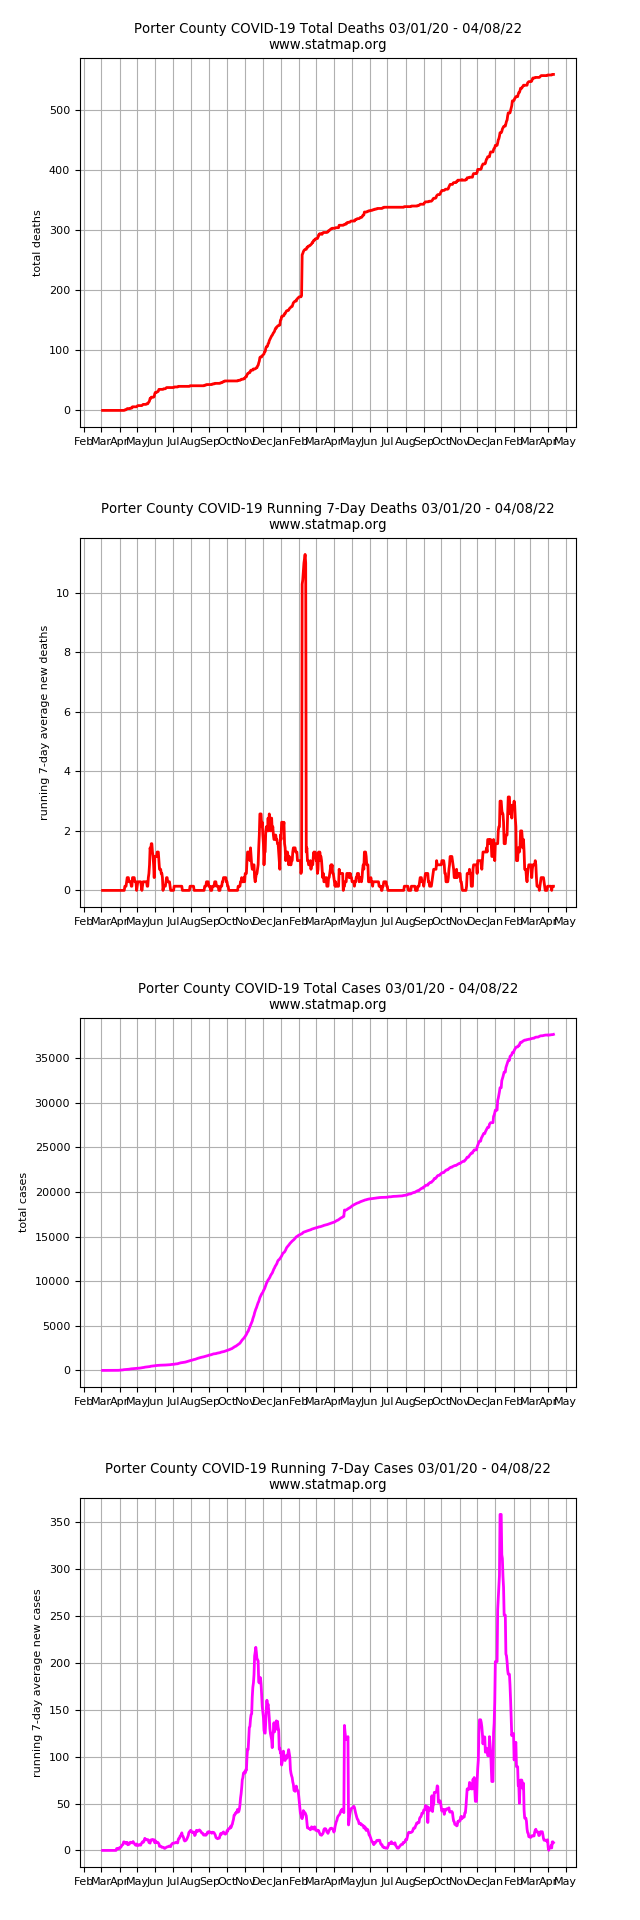 Porter County COVID-19 Total Deaths 03/01/20 - 04/08/22
www.statmap.org
500
400
300
200
100
0
total deaths
Feb Mar Apr May Jun Jul Aug Sep Oct Nov Dec Jan Feb Mar Apr May Jun Jul Aug Sep Oct Nov Dec Jan Feb Mar Apr May
Porter County COVID-19 Running 7-Day Deaths 03/01/20 - 04/08/22
www.statmap.org
10
8
6
4
2
0
running 7-day average new deaths
Feb Mar Apr May Jun Jul Aug Sep Oct Nov Dec Jan Feb Mar Apr May Jun Jul Aug Sep Oct Nov Dec Jan Feb Mar Apr May
Porter County COVID-19 Total Cases 03/01/20 - 04/08/22
www.statmap.org
35000
30000
25000
20000
15000
10000
5000
0
total cases
Feb Mar Apr May Jun Jul Aug Sep Oct Nov Dec Jan Feb Mar Apr May Jun Jul Aug Sep Oct Nov Dec Jan Feb Mar Apr May
Porter County COVID-19 Running 7-Day Cases 03/01/20 - 04/08/22
www.statmap.org
350
300
250
200
150
100
50
0
running 7-day average new cases
Feb Mar Apr May Jun Jul Aug Sep Oct Nov Dec Jan Feb Mar Apr May Jun Jul Aug Sep Oct Nov Dec Jan Feb Mar Apr May